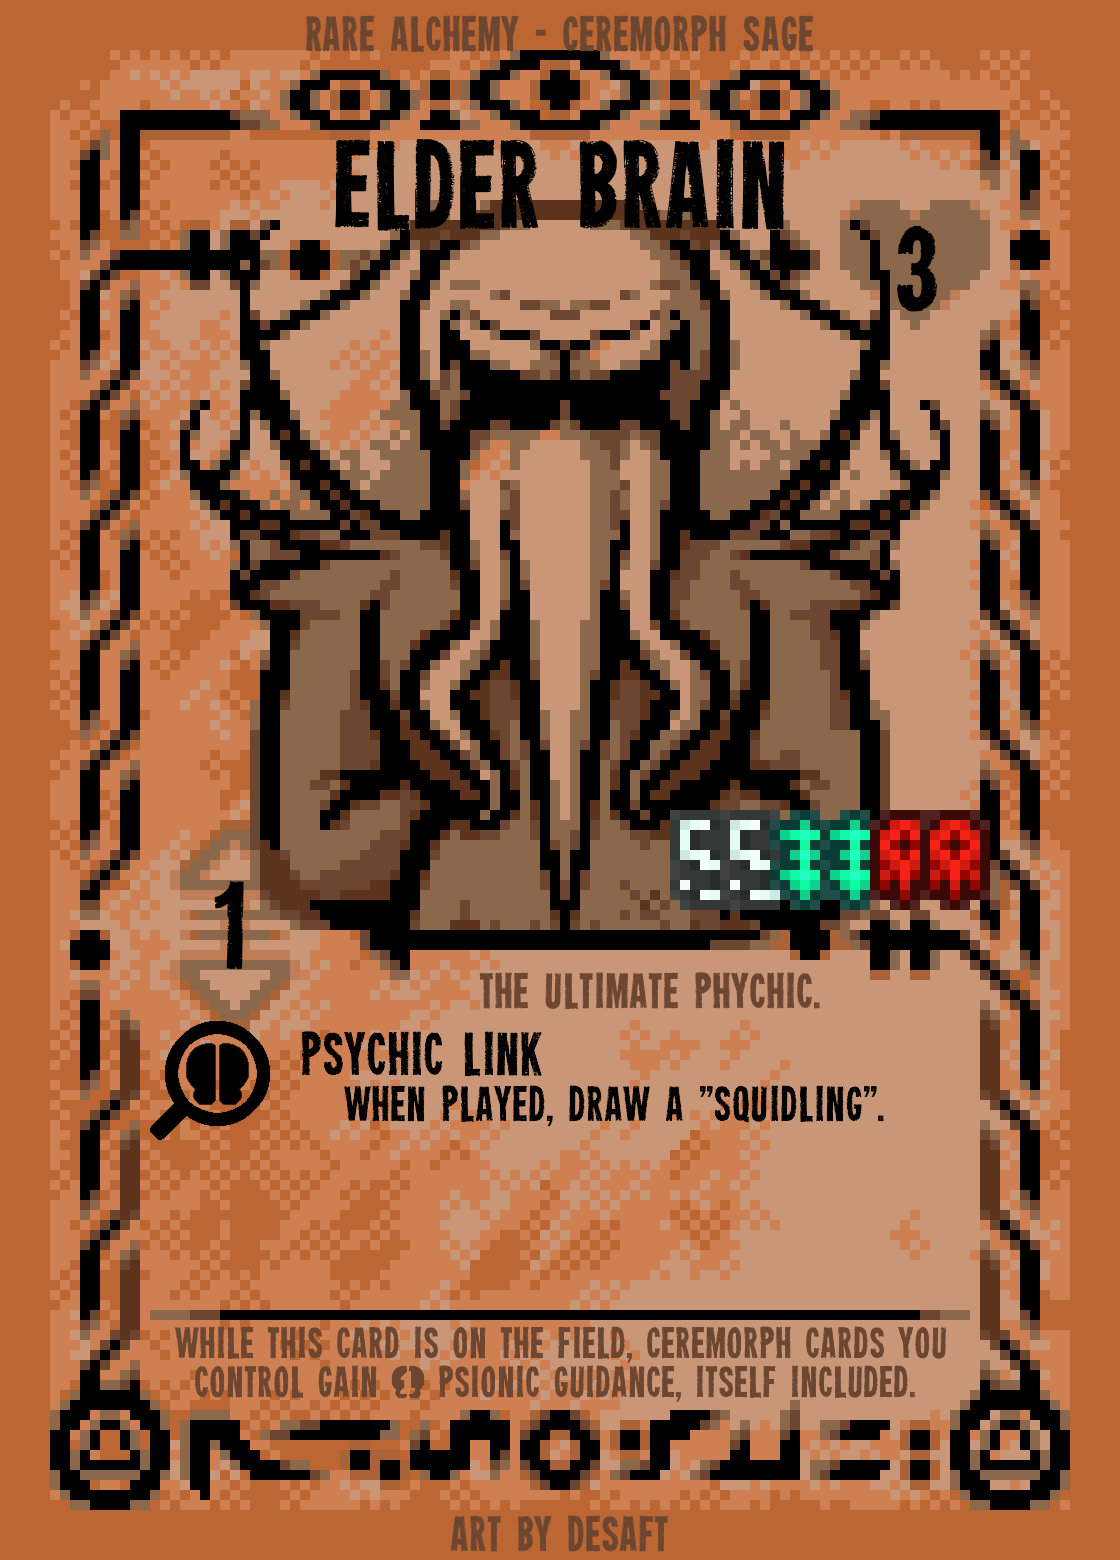 RARE ALCHEMY - CEREMORPH SAGE
ELDER BRAIN
3
1
THE ULTIMATE PHYCHIC.
PSYCHIC LINK
WHEN PLAYED, DRAW A "SQUIDLING".
WHILE THIS CARD IS ON THE FIELD, CEREMORPH CARDS YOU
CONTROL GAIN PSIONIC GUIDANCE, ITSELF INCLUDED.
ART BY DESAFT